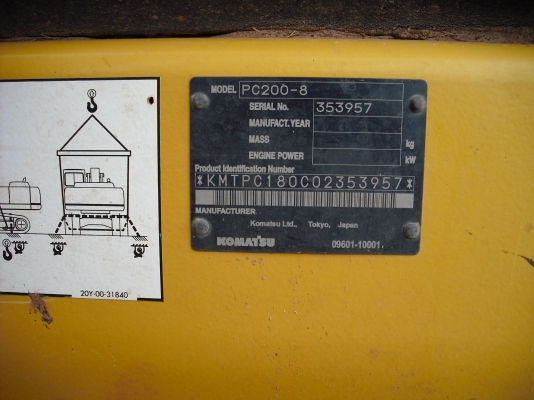 MODEL PC200-8
SERIAL No. 353957
MANUFACT. YEAR
MASS kg
ENGINE POWER kW
Product Identification Number
*KMTPC180C02353957*
MANUFACTURER
Komatsu Ltd., Tokyo, Japan
KOMATSU 09601-10001
20Y-00-31840